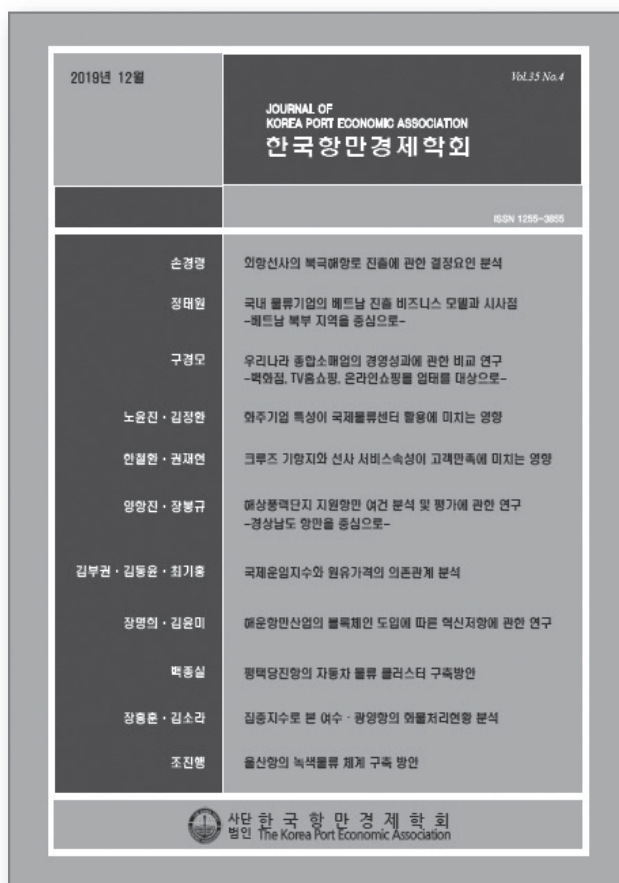 2019년 12월
Vol.35 No.4
JOURNAL OF
KOREA PORT ECONOMIC ASSOCIATION
한국항만경제학회
ISSN 1255-3855
손경령 외항선사의 북극해항로 진출에 관한 결정요인 분석
정태원 국내 물류기업의 베트남 진출 비즈니스 모델과 시사점
-베트남 북부 지역을 중심으로-
구경모 우리나라 종합소매업의 경영성과에 관한 비교 연구
-백화점, TV홈쇼핑, 온라인쇼핑몰 업태를 대상으로-
노윤진·김정환 화주기업 특성이 국제물류센터 활용에 미치는 영향
한철환·권재현 크루즈 기항지와 선사 서비스속성이 고객만족에 미치는 영향
양항진·장봉규 해상풍력단지 지원항만 여건 분석 및 평가에 관한 연구
-경상남도 항만을 중심으로-
김부권·김동윤·최기홍 국제운임지수와 원유가격의 의존관계 분석
장명희·김윤미 해운항만산업의 블록체인 도입에 따른 혁신저항에 관한 연구
백종실 평택당진항의 자동차 물류 클러스터 구축방안
장흥훈·김소라 집중지수로 본 여수·광양항의 화물처리현황 분석
조진행 울산항의 녹색물류 체계 구축 방안
사단 한국항만경제학회
법인 The Korea Port Economic Association